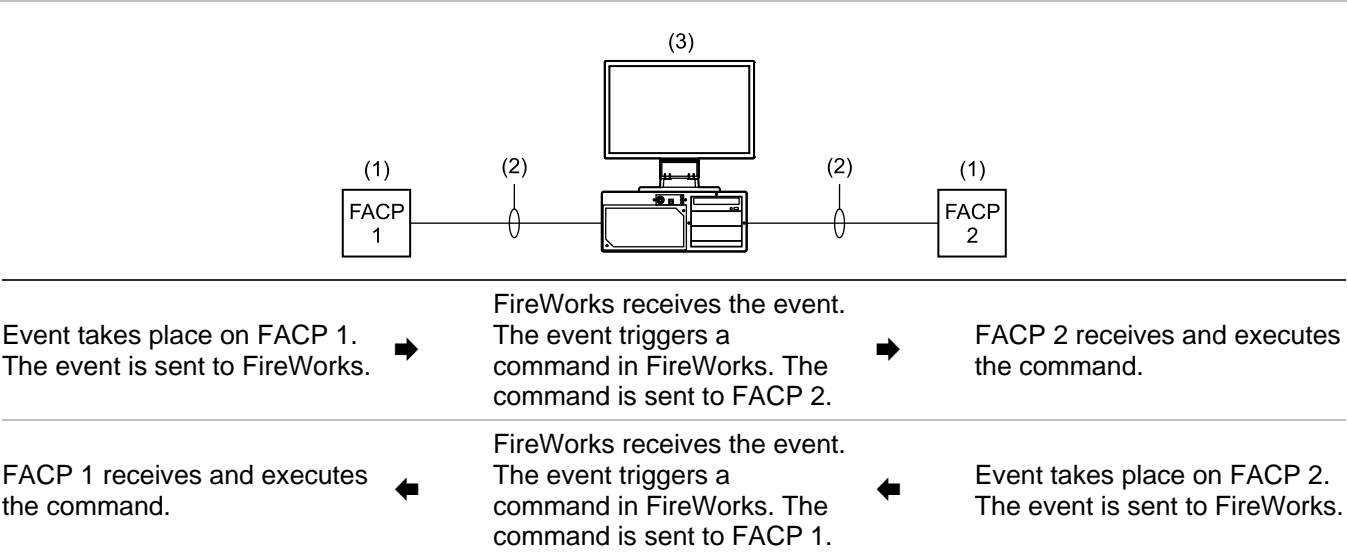 (3)
(1)
(2)
(2)
(1)
FACP
1
FACP
2
Event takes place on FACP 1.
The event is sent to FireWorks.
FireWorks receives the event.
The event triggers a
command in FireWorks. The
command is sent to FACP 2.
FACP 2 receives and executes
the command.
FACP 1 receives and executes
the command.
FireWorks receives the event.
The event triggers a
command in FireWorks. The
command is sent to FACP 1.
Event takes place on FACP 2.
The event is sent to FireWorks.